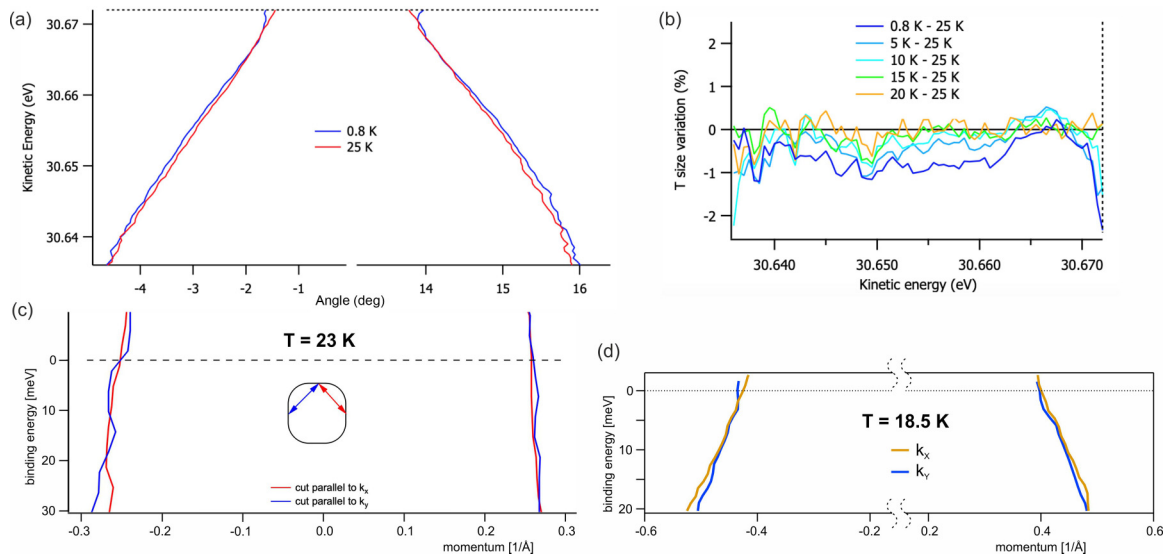 (a)
30.67
30.66
30.65
30.64
Kinetic Energy (eV)
0.8 K
25 K
-4
-3
-2
-1
14
15
16
Angle (deg)
(b)
2
1
0
-1
-2
T size variation (%)
0.8 K - 25 K
5 K - 25 K
10 K - 25 K
15 K - 25 K
20 K - 25 K
30.640
30.650
30.660
30.670
Kinetic energy (eV)
(c)
T = 23 K
0
10
20
30
binding energy [meV]
cut parallel to kx
cut parallel to ky
-0.3
-0.2
-0.1
0.0
0.1
0.2
0.3
momentum [1/Å]
(d)
T = 18.5 K
0
5
10
15
20
binding energy [meV]
kX
kY
-0.6
-0.4
-0.2
0.2
0.4
0.6
momentum [1/Å]